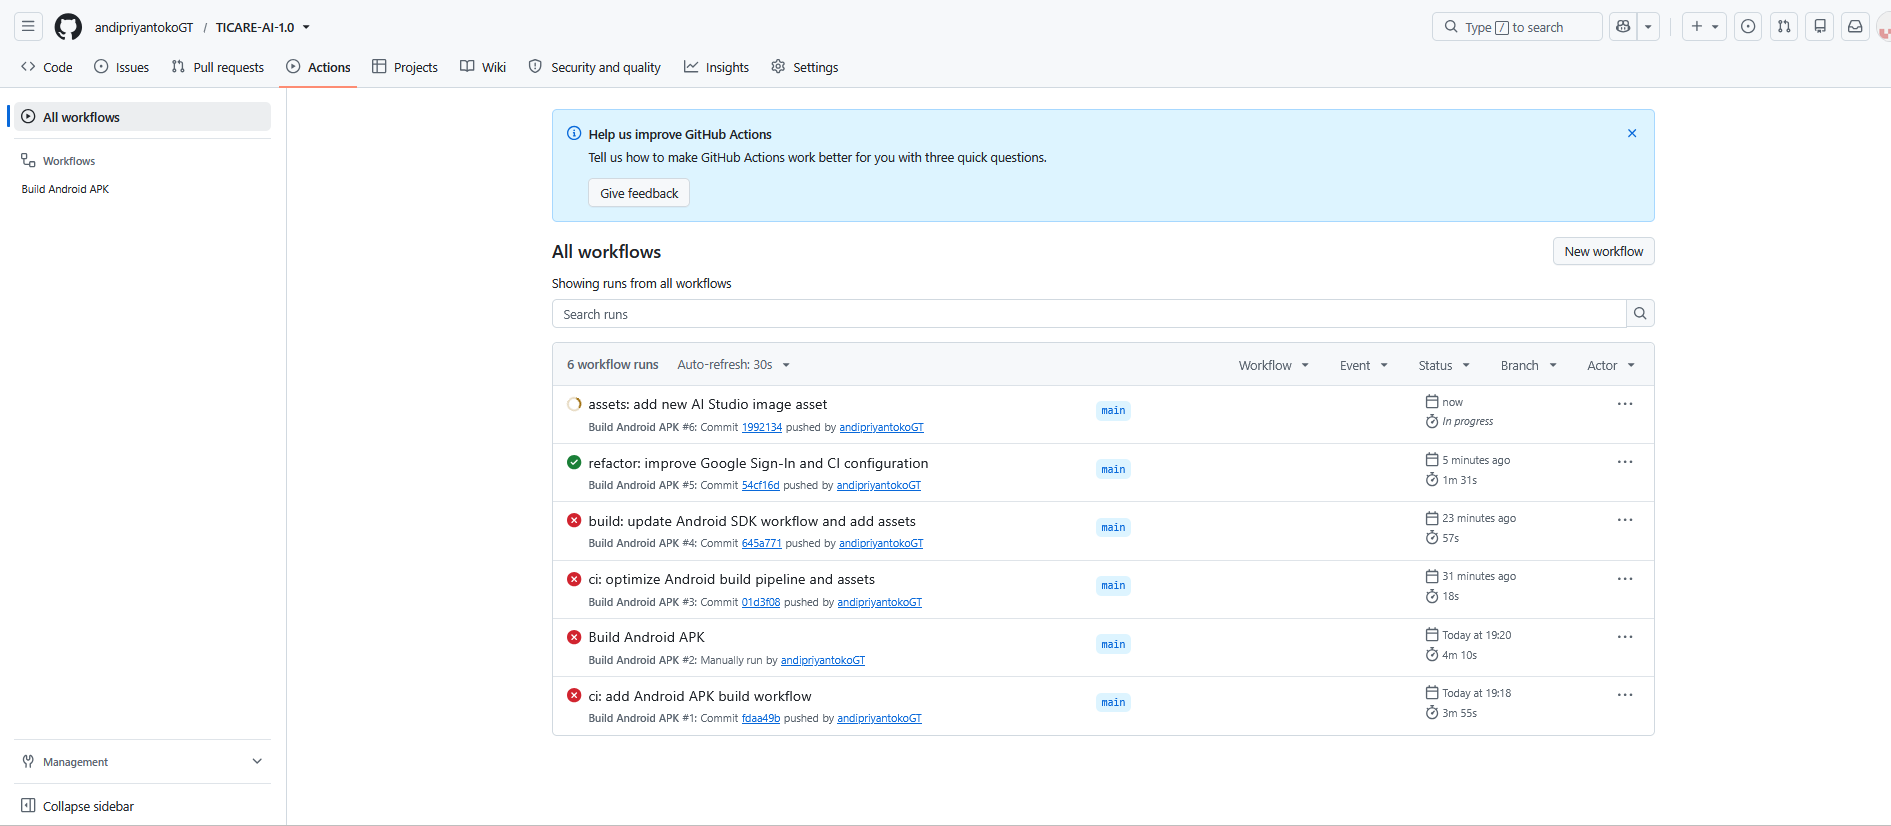 andipriyantokoGT / TICARE-AI-1.0
Type / to search
Code Issues Pull requests Actions Projects Wiki Security and quality Insights Settings
All workflows
Workflows
Build Android APK
Management
Collapse sidebar
Help us improve GitHub Actions
Tell us how to make GitHub Actions work better for you with three quick questions.
Give feedback
All workflows
New workflow
Showing runs from all workflows
Search runs
6 workflow runs Auto-refresh: 30s Workflow Event Status Branch Actor
assets: add new AI Studio image asset
Build Android APK #6: Commit 1992134 pushed by andipriyantokoGT
main
now
In progress
refactor: improve Google Sign-In and CI configuration
Build Android APK #5: Commit 54cf16d pushed by andipriyantokoGT
main
5 minutes ago
1m 31s
build: update Android SDK workflow and add assets
Build Android APK #4: Commit 645a771 pushed by andipriyantokoGT
main
23 minutes ago
57s
ci: optimize Android build pipeline and assets
Build Android APK #3: Commit 01d3f08 pushed by andipriyantokoGT
main
31 minutes ago
18s
Build Android APK
Build Android APK #2: Manually run by andipriyantokoGT
main
Today at 19:20
4m 10s
ci: add Android APK build workflow
Build Android APK #1: Commit fdaa49b pushed by andipriyantokoGT
main
Today at 19:18
3m 55s